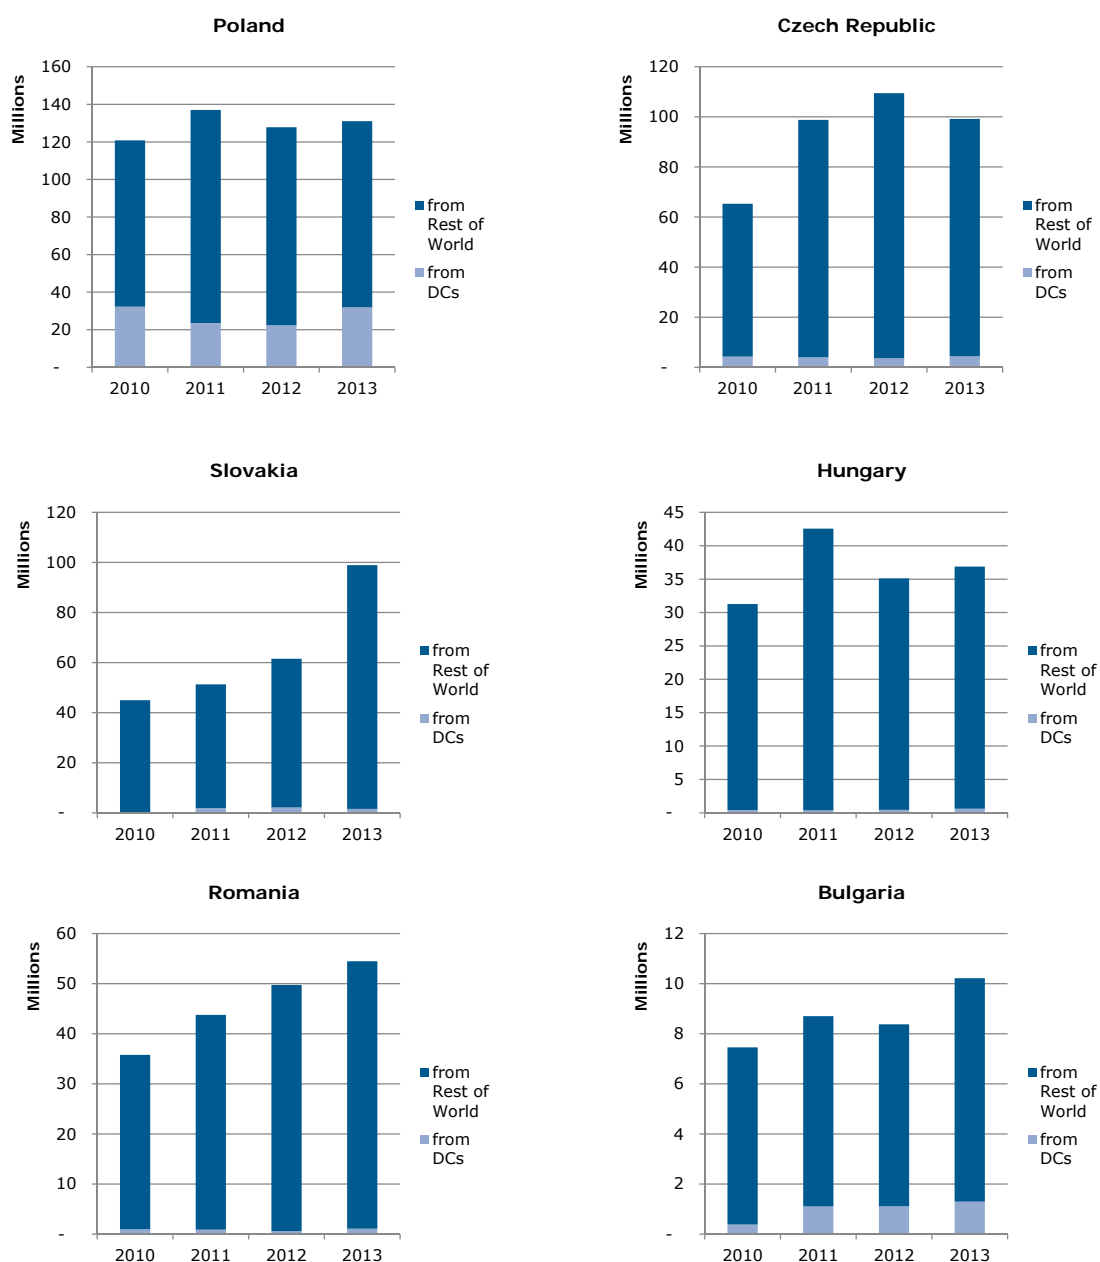 Poland
Millions
160
140
120
100
80
60
40
20
-
2010 2011 2012 2013
from
Rest of
World
from
DCs
Czech Republic
Millions
120
100
80
60
40
20
-
2010 2011 2012 2013
from
Rest of
World
from
DCs
Slovakia
Millions
120
100
80
60
40
20
-
2010 2011 2012 2013
from
Rest of
World
from
DCs
Hungary
Millions
45
40
35
30
25
20
15
10
5
-
2010 2011 2012 2013
from
Rest of
World
from
DCs
Romania
Millions
60
50
40
30
20
10
-
2010 2011 2012 2013
from
Rest of
World
from
DCs
Bulgaria
Millions
12
10
8
6
4
2
-
2010 2011 2012 2013
from
Rest of
World
from
DCs